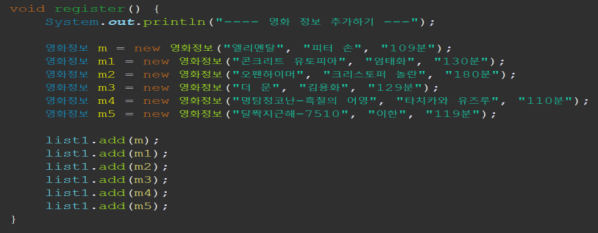 void register() {
System.out.println("---- 영화 정보 추가하기 ---");
영화정보 m = new 영화정보("엘리멘탈", "피터 손", "109분");
영화정보 m1 = new 영화정보("콘크리트 유토피아", "엄태화", "130분");
영화정보 m2 = new 영화정보("오펜하이머", "크리스토퍼 놀란", "180분");
영화정보 m3 = new 영화정보("더 문", "김용화", "129분");
영화정보 m4 = new 영화정보("명탐정코난-흑철의 어영", "타치카와 유즈루", "110분");
영화정보 m5 = new 영화정보("달짝지근해-7510", "이한", "119분");
list1.add(m);
list1.add(m1);
list1.add(m2);
list1.add(m3);
list1.add(m4);
list1.add(m5);
}